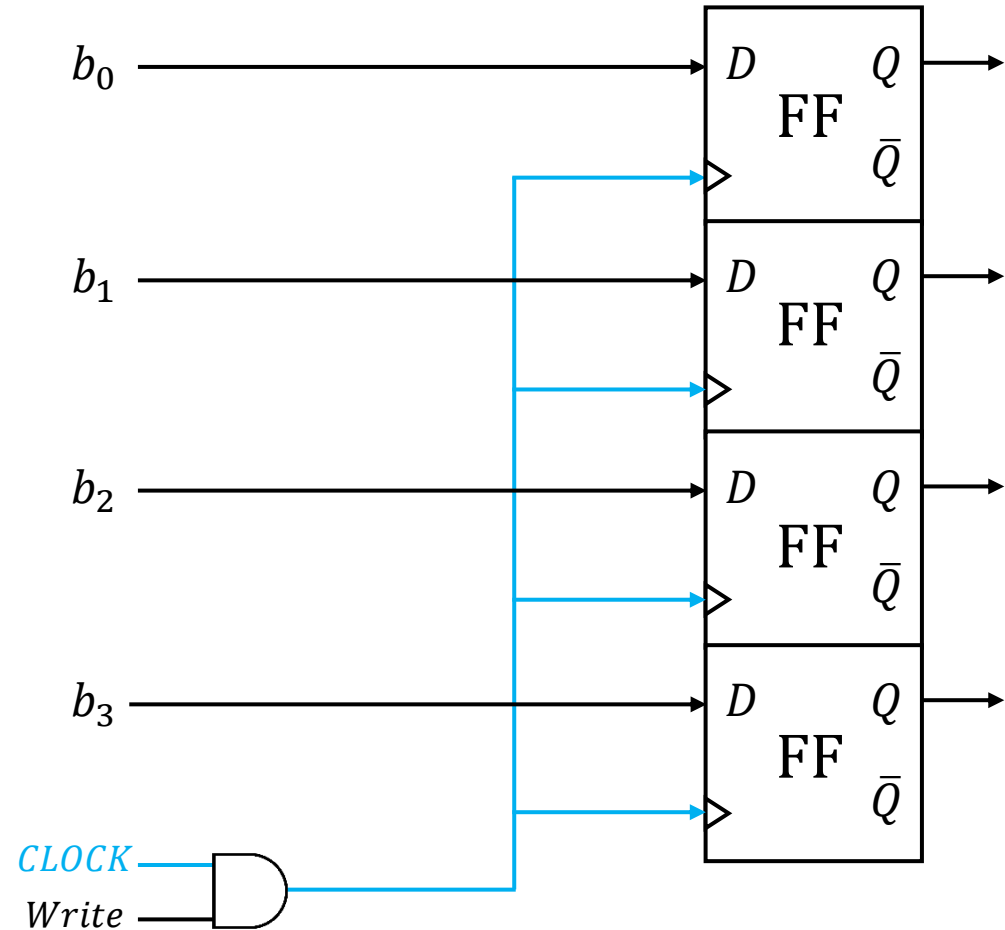 b₀ D Q
FF
Q̄
b₁ D Q
FF
Q̄
b₂ D Q
FF
Q̄
b₃ D Q
FF
Q̄
CLOCK
Write